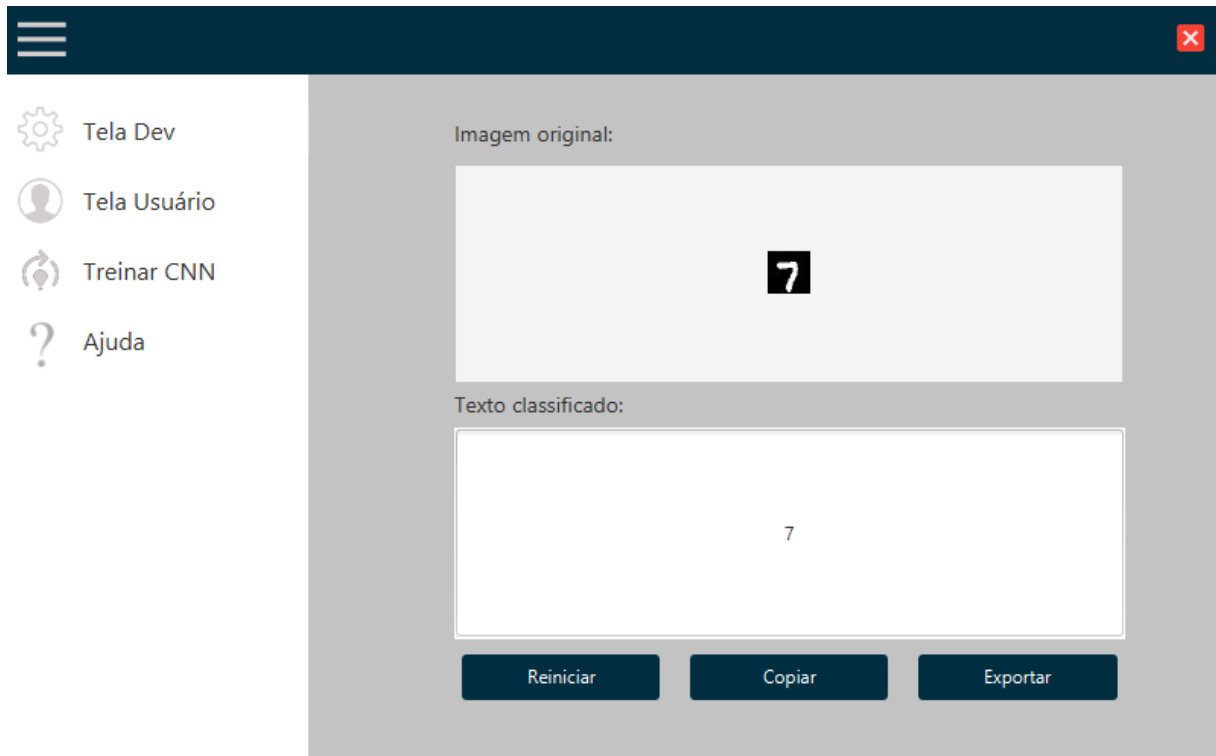 Tela Dev
Tela Usuário
Treinar CNN
Ajuda
Imagem original:
7
Texto classificado:
7
Reiniciar
Copiar
Exportar